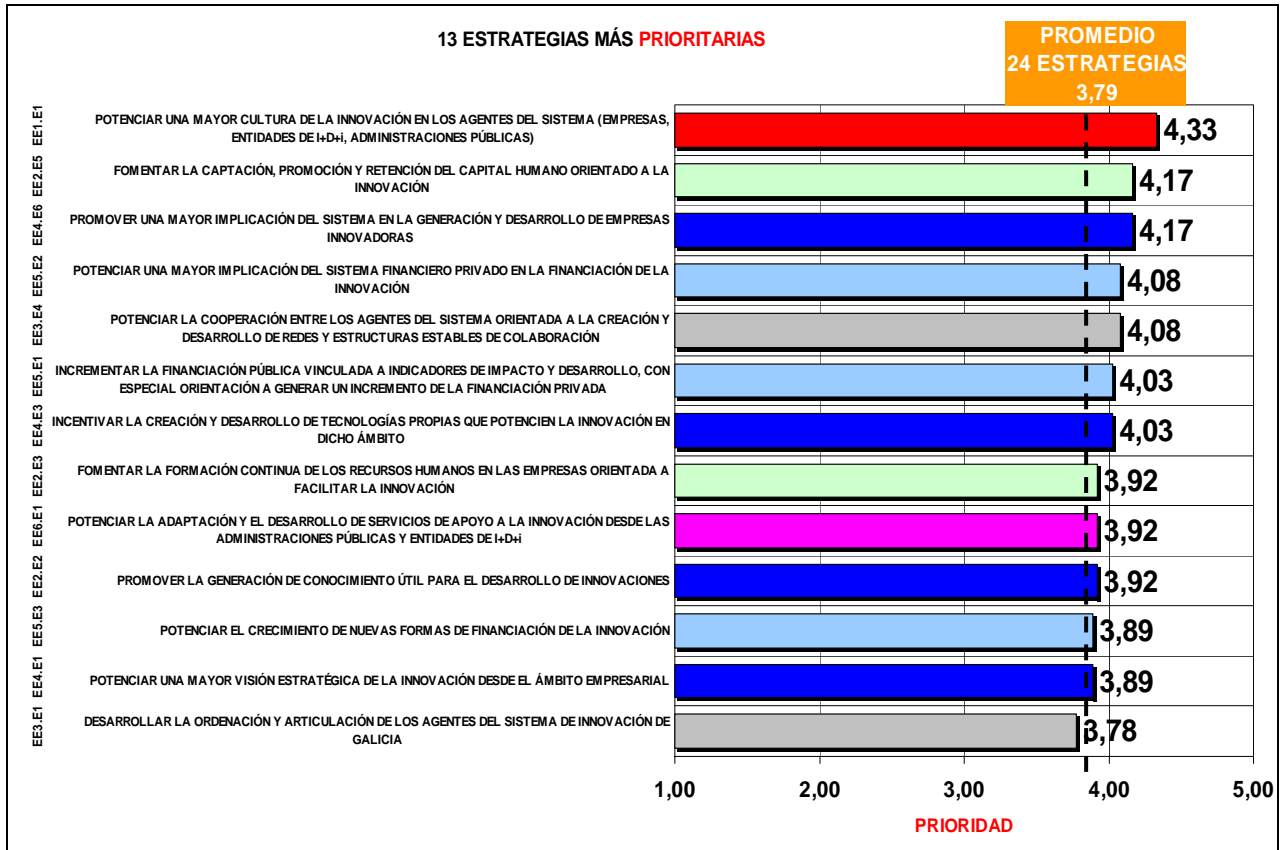 13 ESTRATEGIAS MÁS PRIORITARIAS
PROMEDIO
24 ESTRATEGIAS
3,79
EE1.E1
POTENCIAR UNA MAYOR CULTURA DE LA INNOVACIÓN EN LOS AGENTES DEL SISTEMA (EMPRESAS,
ENTIDADES DE I+D+i, ADMINISTRACIONES PÚBLICAS)
4,33
EE2.E5
FOMENTAR LA CAPTACIÓN, PROMOCIÓN Y RETENCIÓN DEL CAPITAL HUMANO ORIENTADO A LA
INNOVACIÓN
4,17
EE4.E6
PROMOVER UNA MAYOR IMPLICACIÓN DEL SISTEMA EN LA GENERACIÓN Y DESARROLLO DE EMPRESAS
INNOVADORAS
4,17
EE5.E2
POTENCIAR UNA MAYOR IMPLICACIÓN DEL SISTEMA FINANCIERO PRIVADO EN LA FINANCIACIÓN DE LA
INNOVACIÓN
4,08
EE3.E4
POTENCIAR LA COOPERACIÓN ENTRE LOS AGENTES DEL SISTEMA ORIENTADA A LA CREACIÓN Y
DESARROLLO DE REDES Y ESTRUCTURAS ESTABLES DE COLABORACIÓN
4,08
EE5.E1
INCREMENTAR LA FINANCIACIÓN PÚBLICA VINCULADA A INDICADORES DE IMPACTO Y DESARROLLO, CON
ESPECIAL ORIENTACIÓN A GENERAR UN INCREMENTO DE LA FINANCIACIÓN PRIVADA
4,03
EE4.E3
INCENTIVAR LA CREACIÓN Y DESARROLLO DE TECNOLOGÍAS PROPIAS QUE POTENCIEN LA INNOVACIÓN EN
DICHO ÁMBITO
4,03
EE2.E3
FOMENTAR LA FORMACIÓN CONTINUA DE LOS RECURSOS HUMANOS EN LAS EMPRESAS ORIENTADA A
FACILITAR LA INNOVACIÓN
3,92
EE6.E1
POTENCIAR LA ADAPTACIÓN Y EL DESARROLLO DE SERVICIOS DE APOYO A LA INNOVACIÓN DESDE LAS
ADMINISTRACIONES PÚBLICAS Y ENTIDADES DE I+D+i
3,92
EE2.E2
PROMOVER LA GENERACIÓN DE CONOCIMIENTO ÚTIL PARA EL DESARROLLO DE INNOVACIONES
3,92
EE5.E3
POTENCIAR EL CRECIMIENTO DE NUEVAS FORMAS DE FINANCIACIÓN DE LA INNOVACIÓN
3,89
EE4.E1
POTENCIAR UNA MAYOR VISIÓN ESTRATÉGICA DE LA INNOVACIÓN DESDE EL ÁMBITO EMPRESARIAL
3,89
EE3.E1
DESARROLLAR LA ORDENACIÓN Y ARTICULACIÓN DE LOS AGENTES DEL SISTEMA DE INNOVACIÓN DE
GALICIA
3,78
1,00 2,00 3,00 4,00 5,00
PRIORIDAD